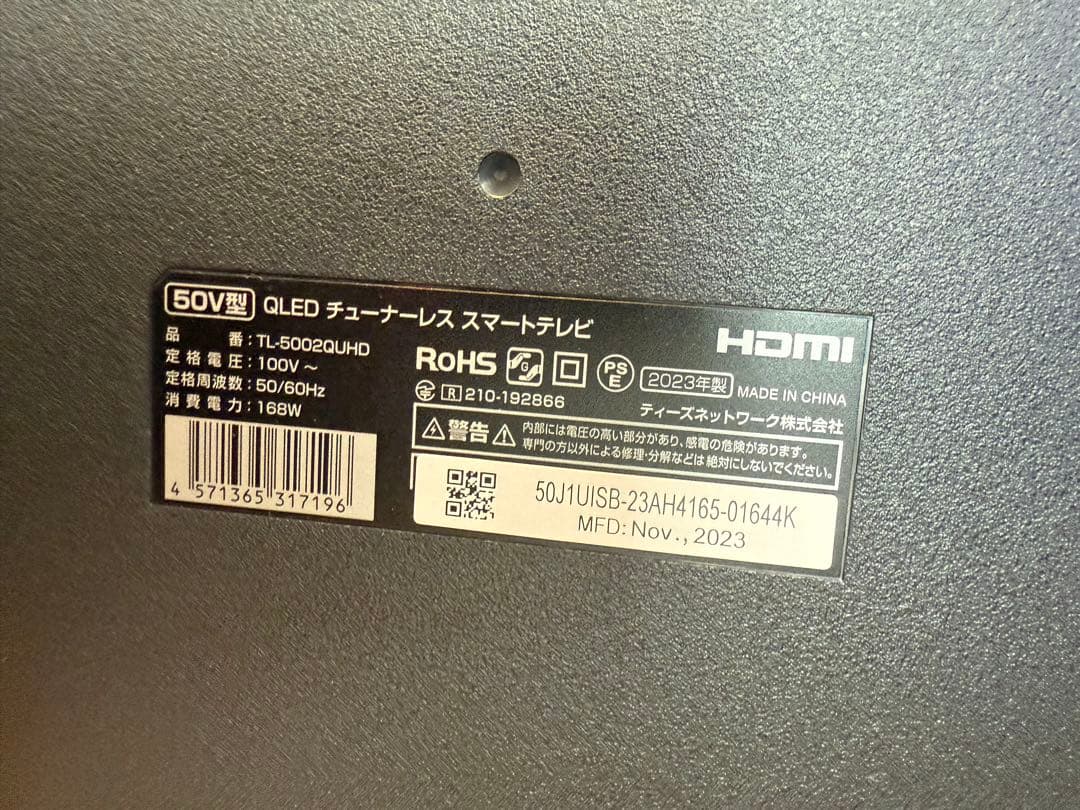 50V型 QLED チューナーレス スマートテレビ
品番：TL-5002QUHD
定格電圧：100V～
定格周波数：50/60Hz
消費電力：168W
4 571365 317196
HDMI
RoHS G PS E 2023年製 MADE IN CHINA
R 210-192866
ティーズネットワーク株式会社
警告 内部には電圧の高い部分があり、感電の危険があります。
専門の方以外による修理・分解などは絶対にしないでください。
50J1UISB-23AH4165-01644K
MFD: Nov., 2023